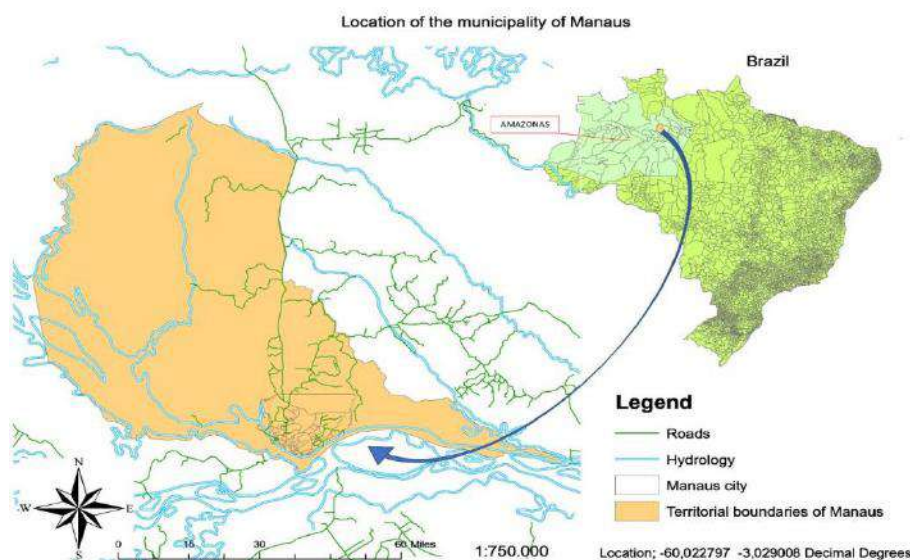 Location of the municipality of Manaus
Brazil
AMAZONAS
Legend
Roads
Hydrology
Manaus city
Territorial boundaries of Manaus
N
W
E
S
0 15 30 60 Miles
1:750.000
Location; -60,022797 -3,029008 Decimal Degrees